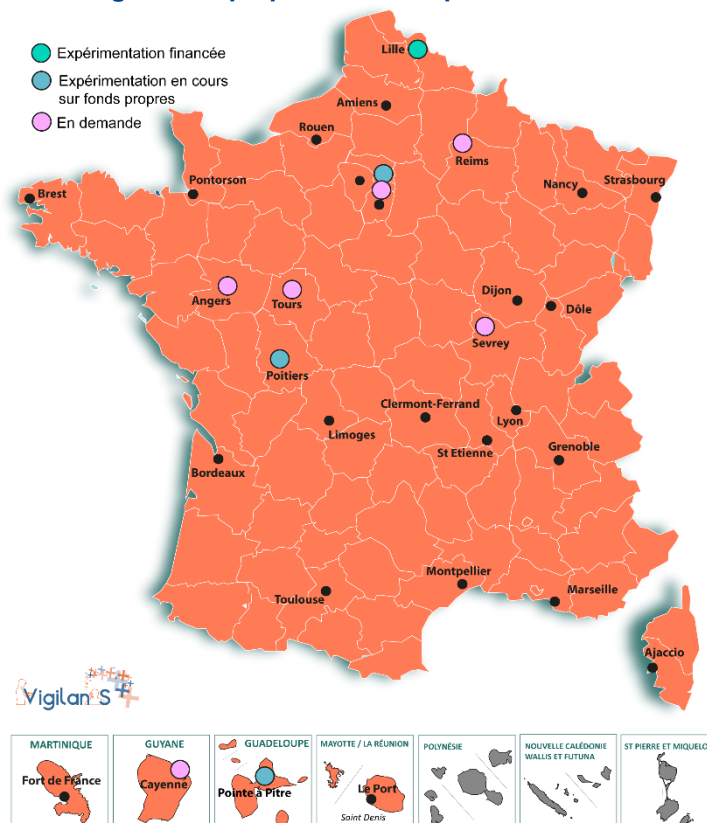 Expérimentation financée
Expérimentation en cours
sur fonds propres
En demande
Lille
Amiens
Rouen
Reims
Pontorson
Nancy
Strasbourg
Brest
Angers
Tours
Dijon
Dôle
Sevrey
Poitiers
Clermont-Ferrand
Limoges
Lyon
St Etienne
Grenoble
Bordeaux
Montpellier
Toulouse
Marseille
Ajaccio
VigilanS
MARTINIQUE
GUYANE
GUADELOUPE
MAYOTTE / LA RÉUNION
POLYNÉSIE
NOUVELLE CALÉDONIE
WALLIS ET FUTUNA
ST PIERRE ET MIQUELO
Fort de France
Cayenne
Pointe à Pitre
Le Port
Saint Denis